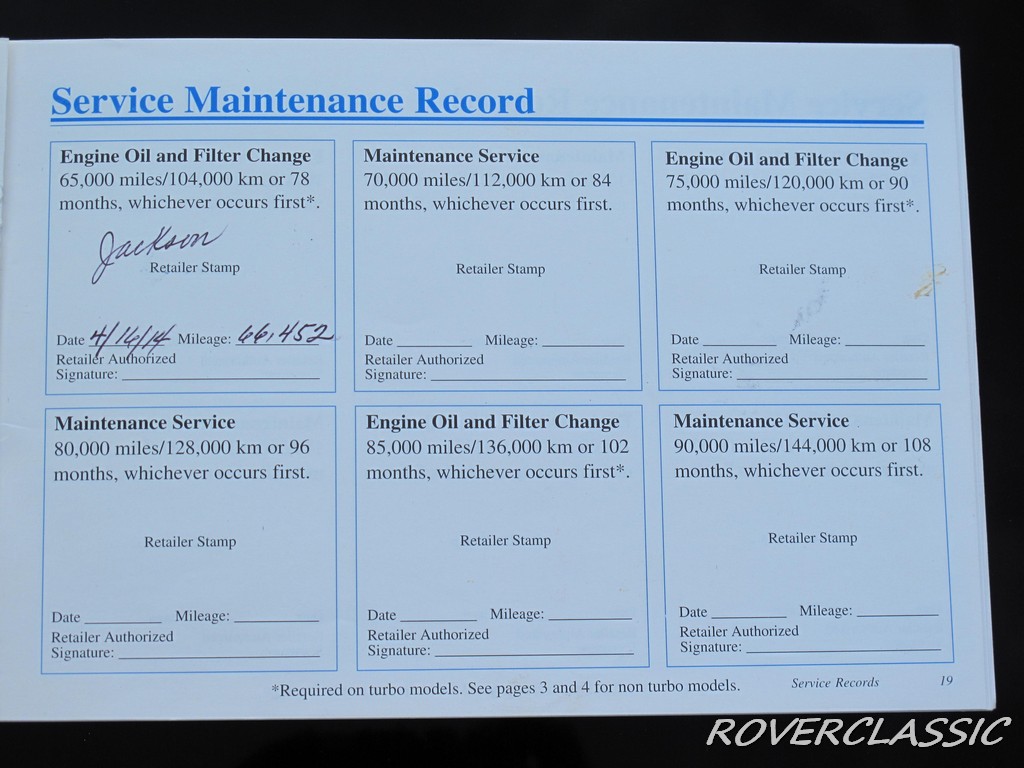 Service Maintenance Record
Engine Oil and Filter Change
65,000 miles/104,000 km or 78
months, whichever occurs first*.
Jackson
Retailer Stamp
Date 4/16/14 Mileage: 66,452
Retailer Authorized
Signature:
Maintenance Service
70,000 miles/112,000 km or 84
months, whichever occurs first.
Retailer Stamp
Date Mileage:
Retailer Authorized
Signature:
Engine Oil and Filter Change
75,000 miles/120,000 km or 90
months, whichever occurs first*.
Retailer Stamp
Date Mileage:
Retailer Authorized
Signature:
Maintenance Service
80,000 miles/128,000 km or 96
months, whichever occurs first.
Retailer Stamp
Date Mileage:
Retailer Authorized
Signature:
Engine Oil and Filter Change
85,000 miles/136,000 km or 102
months, whichever occurs first*.
Retailer Stamp
Date Mileage:
Retailer Authorized
Signature:
Maintenance Service
90,000 miles/144,000 km or 108
months, whichever occurs first.
Retailer Stamp
Date Mileage:
Retailer Authorized
Signature:
*Required on turbo models. See pages 3 and 4 for non turbo models.
Service Records 19
ROVERCLASSIC